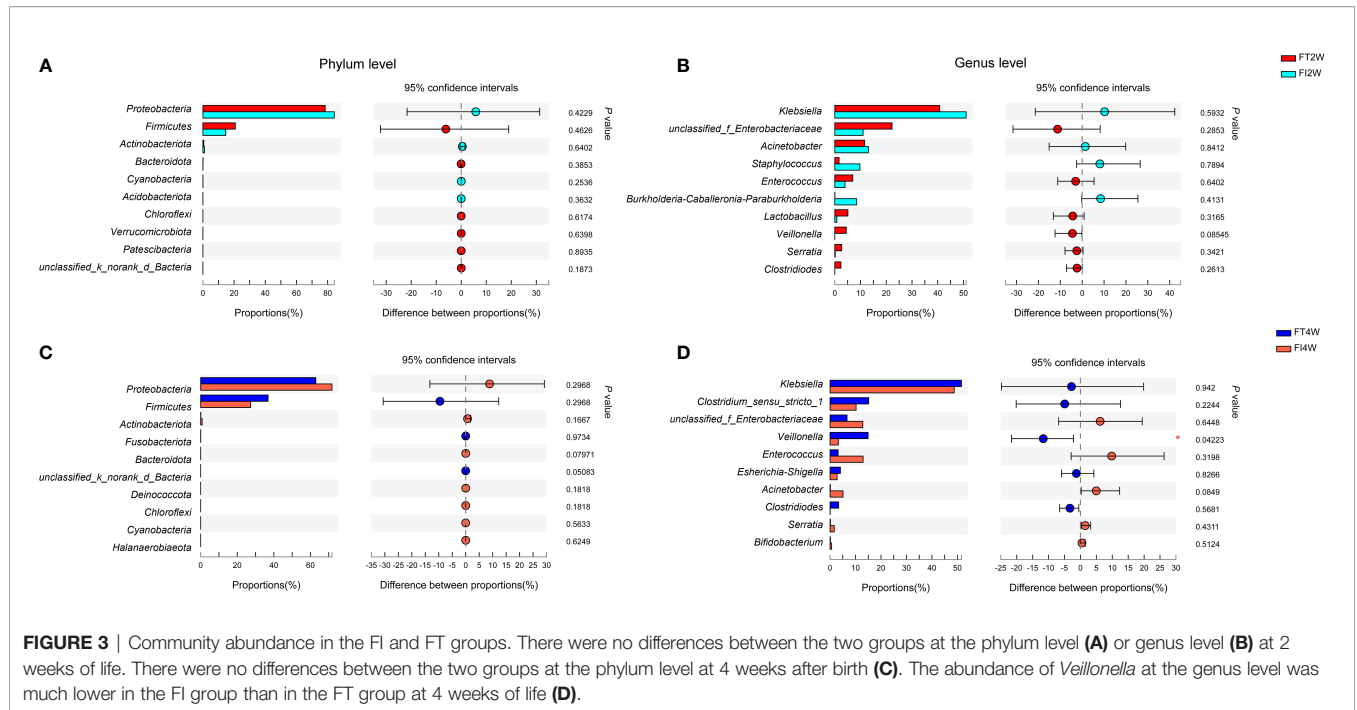 A
Phylum level
95% confidence intervals
Proteobacteria
Firmicutes
Actinobacteriota
Bacteroidota
Cyanobacteria
Acidobacteriota
Chloroflexi
Verrucomicrobiota
Patescibacteria
unclassified_k_norank_d_Bacteria
0 20 40 60 80
Proportions(%)
-30 -20 -10 0 10 20 30
Difference between proportions(%)
0.4229
0.4626
0.6402
0.3853
0.2536
0.3632
0.6174
0.6398
0.8935
0.1873
P value
B
Genus level
FT2W
FI2W
95% confidence intervals
Klebsiella
unclassified_f_Enterobacteriaceae
Acinetobacter
Staphylococcus
Enterococcus
Burkholderia-Caballeronia-Paraburkholderia
Lactobacillus
Veillonella
Serratia
Clostridiodes
0 10 20 30 40 50
Proportions(%)
-30 -20 -10 0 10 20 30 40
Difference between proportions(%)
0.5932
0.2853
0.8412
0.7894
0.6402
0.4131
0.3165
0.08545
0.3421
0.2613
P value
C
95% confidence intervals
Proteobacteria
Firmicutes
Actinobacteriota
Fusobacteriota
Bacteroidota
unclassified_k_norank_d_Bacteria
Deinococcota
Chloroflexi
Cyanobacteria
Halanaerobiaeota
0 20 40 60
Proportions(%)
-35 -30 -25 -20 -15 -10 -5 0 5 10 15 20 25 30
Difference between proportions(%)
0.2968
0.2968
0.1667
0.9734
0.07971
0.05083
0.1818
0.1818
0.5633
0.6249
P value
D
FT4W
FI4W
95% confidence intervals
Klebsiella
Clostridium_sensu_stricto_1
unclassified_f_Enterobacteriaceae
Veillonella
Enterococcus
Esherichia-Shigella
Acinetobacter
Clostridiodes
Serratia
Bifidobacterium
0 10 20 30 40 50
Proportions(%)
-25 -20 -15 -10 -5 0 5 10 15 20 25 30
Difference between proportions(%)
0.942
0.2244
0.6448
0.04223 *
0.3198
0.8266
0.0849
0.5681
0.4311
0.5124
P value
FIGURE 3 | Community abundance in the FI and FT groups. There were no differences between the two groups at the phylum level (A) or genus level (B) at 2
weeks of life. There were no differences between the two groups at the phylum level at 4 weeks after birth (C). The abundance of Veillonella at the genus level was
much lower in the FI group than in the FT group at 4 weeks of life (D).